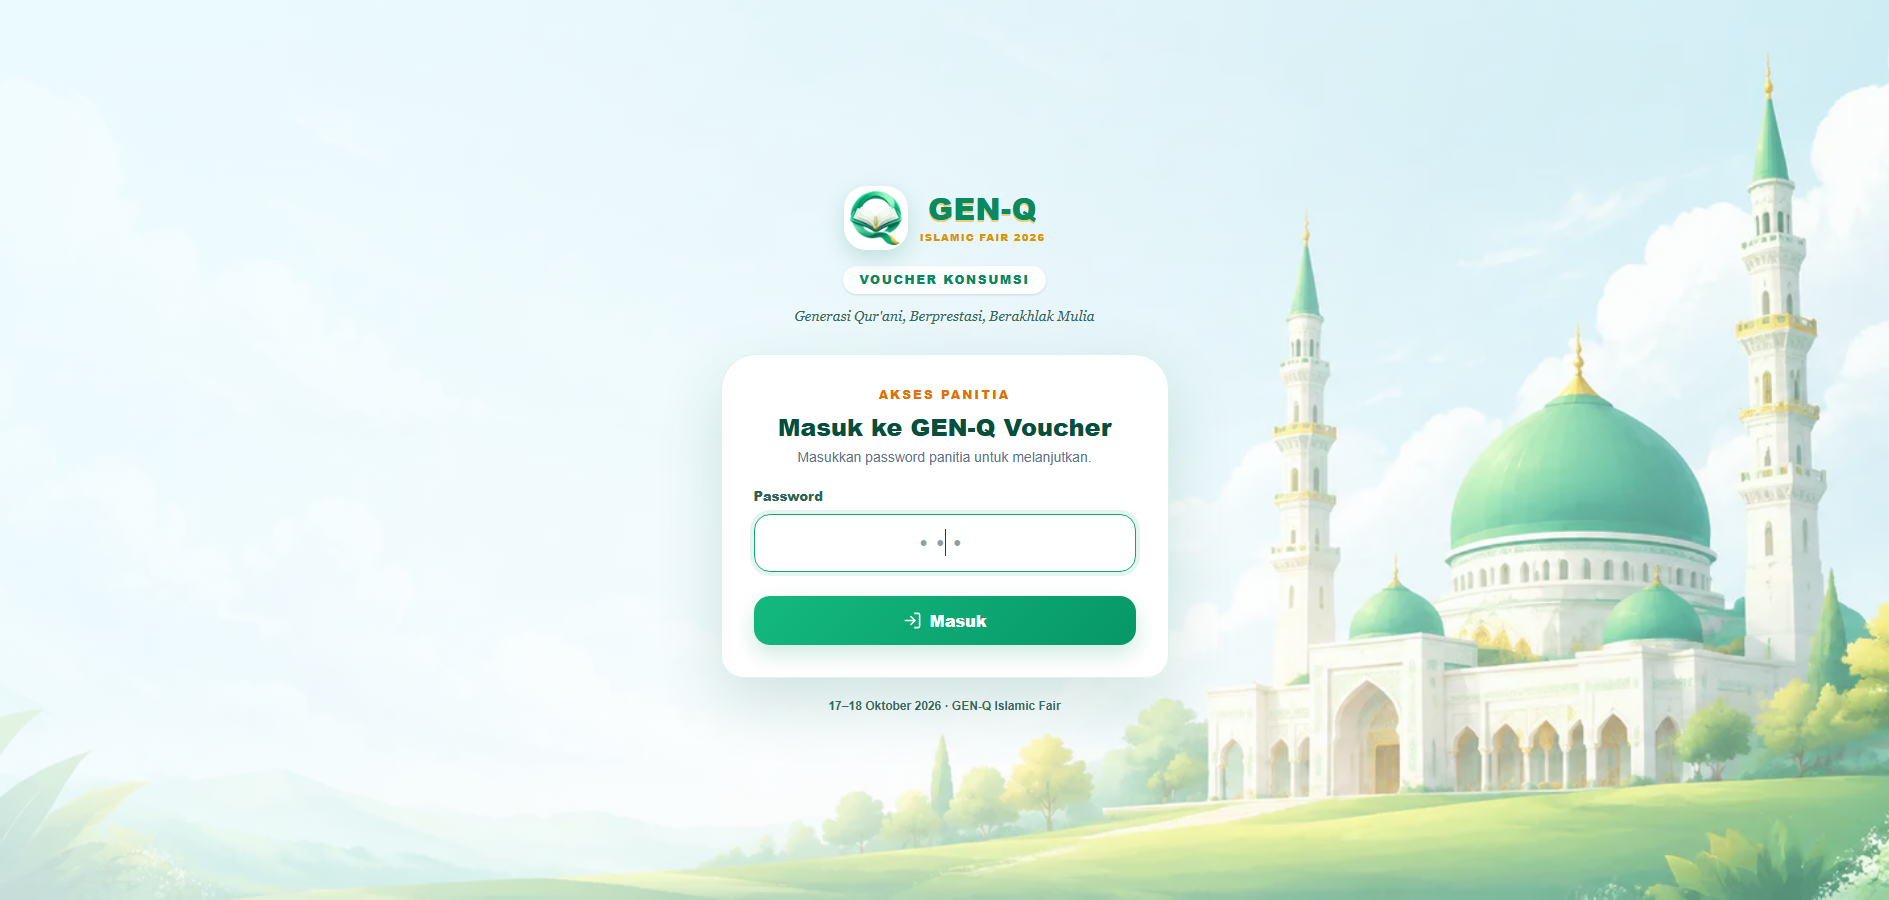 GEN-Q
ISLAMIC FAIR 2026
VOUCHER KONSUMSI
Generasi Qur'ani, Berprestasi, Berakhlak Mulia
AKSES PANITIA
Masuk ke GEN-Q Voucher
Masukkan password panitia untuk melanjutkan.
Password
• • •
Masuk
17–18 Oktober 2026 · GEN-Q Islamic Fair